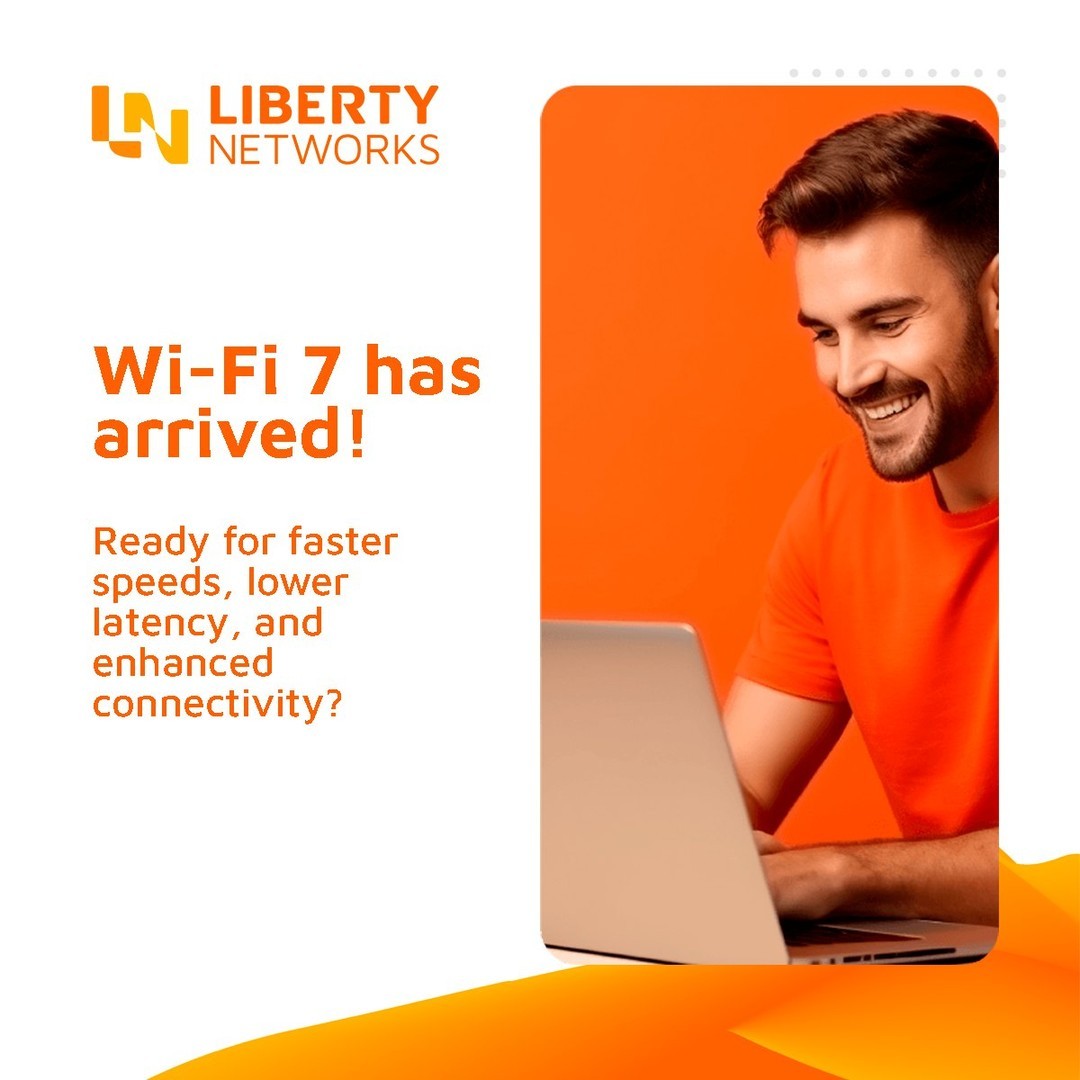 LIBERTY
NETWORKS
Wi-Fi 7 has
arrived!
Ready for faster
speeds, lower
latency, and
enhanced
connectivity?